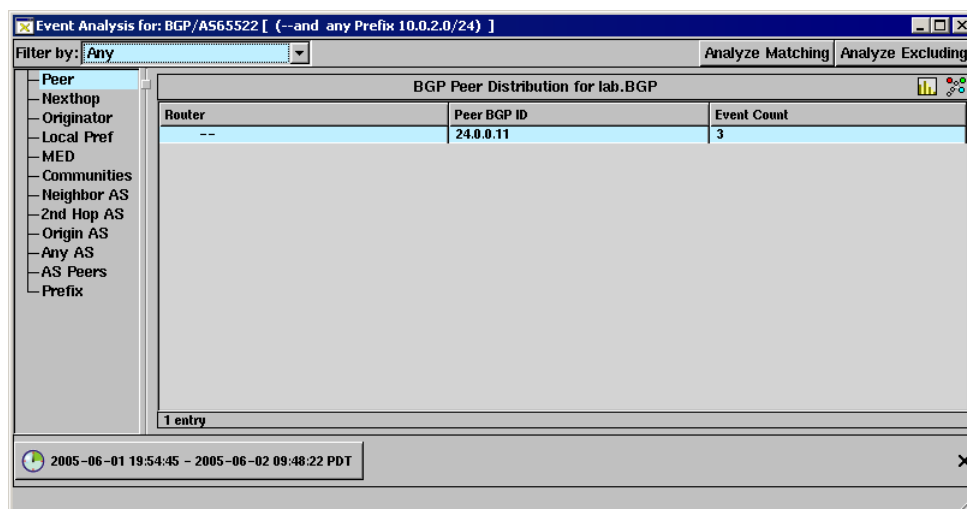 Event Analysis for: BGP/AS65522 [ (--and any Prefix 10.0.2.0/24) ]
Filter by: Any
Analyze Matching Analyze Excluding
Peer
Nexthop
Originator
Local Pref
MED
Communities
Neighbor AS
2nd Hop AS
Origin AS
Any AS
AS Peers
Prefix
BGP Peer Distribution for lab.BGP
Router Peer BGP ID Event Count
-- 24.0.0.11 3
1 entry
2005-06-01 19:54:45 - 2005-06-02 09:48:22 PDT